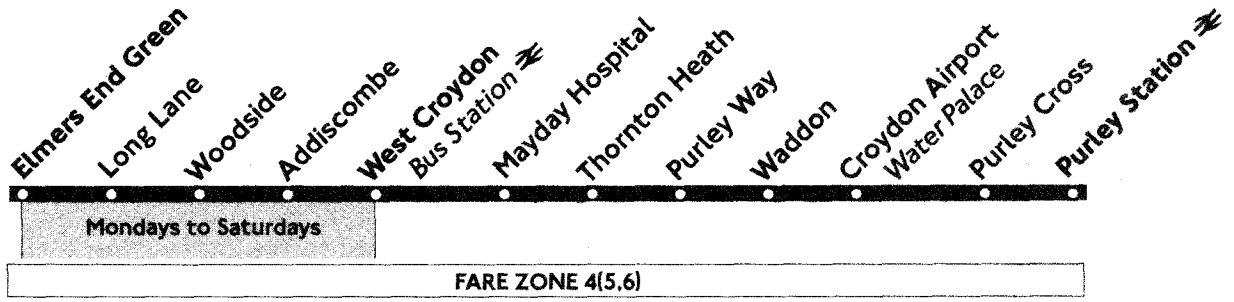 Elmers End Green
Long Lane
Woodside
Addiscombe
West Croydon
Bus Station
Mayday Hospital
Thornton Heath
Purley Way
Waddon
Croydon Airport
Water Palace
Purley Cross
Purley Station
Mondays to Saturdays
FARE ZONE 4(5,6)